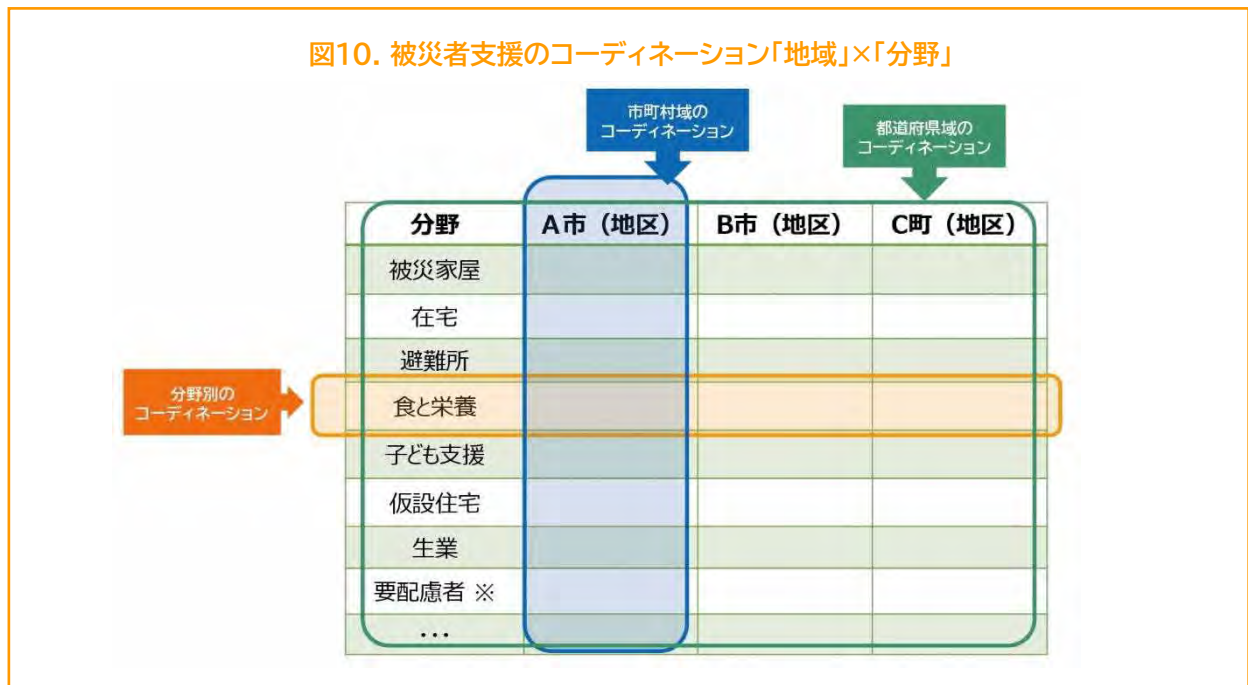 図10. 被災者支援のコーディネーション「地域」×「分野」
市町村域の
コーディネーション
都道府県域の
コーディネーション
分野 A市（地区） B市（地区） C町（地区）
被災家屋
在宅
避難所
分野別の
コーディネーション
食と栄養
子ども支援
仮設住宅
生業
要配慮者 ※
・・・